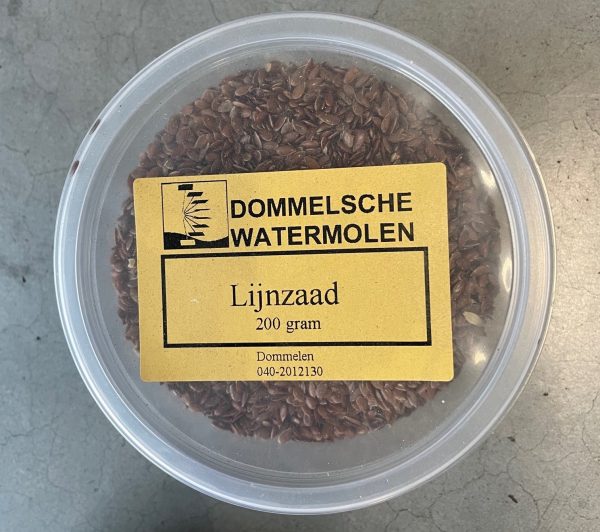 DOMMELSCHE
WATERMOLEN
Lijnzaad
200 gram
Dommelen
040-2012130